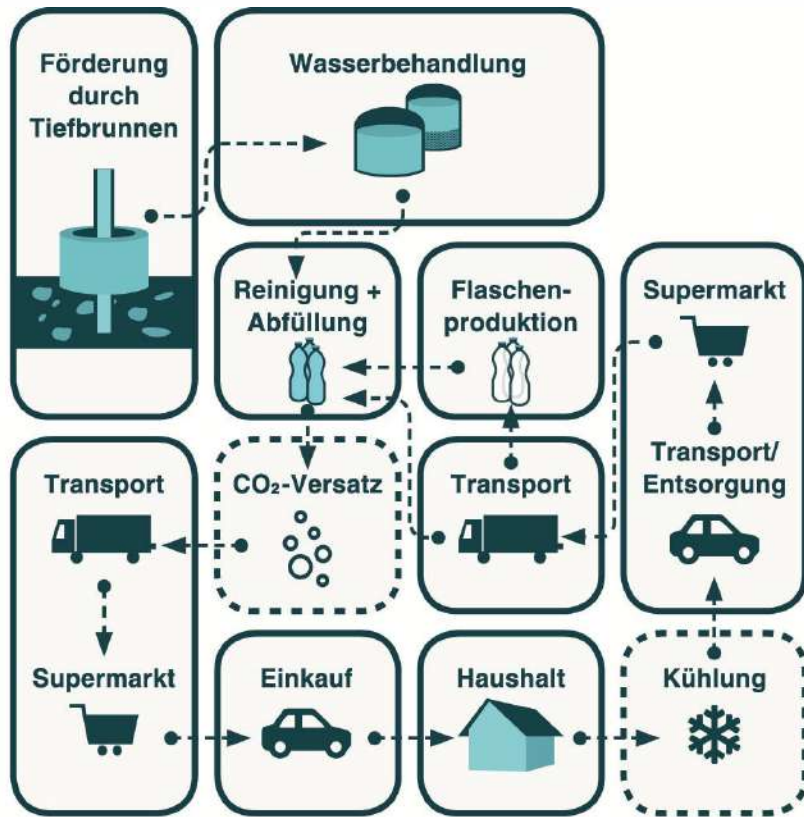 Förderung
durch
Tiefbrunnen
Wasserbehandlung
Reinigung +
Abfüllung
Flaschen-
produktion
Supermarkt
Transport/
Entsorgung
Transport
CO₂-Versatz
Transport
Supermarkt
Einkauf
Haushalt
Kühlung